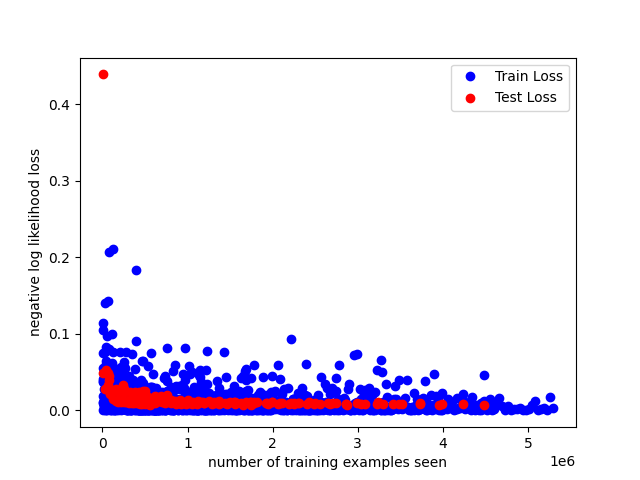 Train Loss
Test Loss
negative log likelihood loss
0.4
0.3
0.2
0.1
0.0
0 1 2 3 4 5
number of training examples seen
1e6